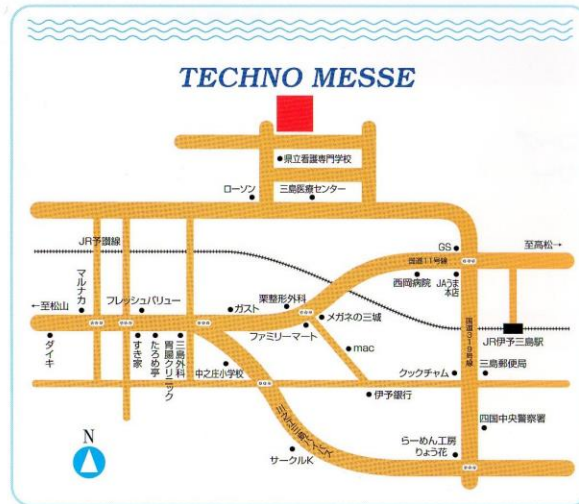 TECHNO MESSE
県立看護専門学校
ローソン
三島医療センター
GS
JR予讃線
至高松→
国道11号線
西岡病院
JAうま
本店
マルナカ
フレッシュバリュー
栗整形外科
←至松山
ガスト
メガネの三城
国道319号線
JR伊予三島駅
ファミリーマート
ダイキ
すき家
たろめ亭
胃腸クリニック
三島外科
mac
中之庄小学校
クックチャム
三島郵便局
伊予銀行
四国中央警察署
N
サークルK
らーめん工房
りょう花